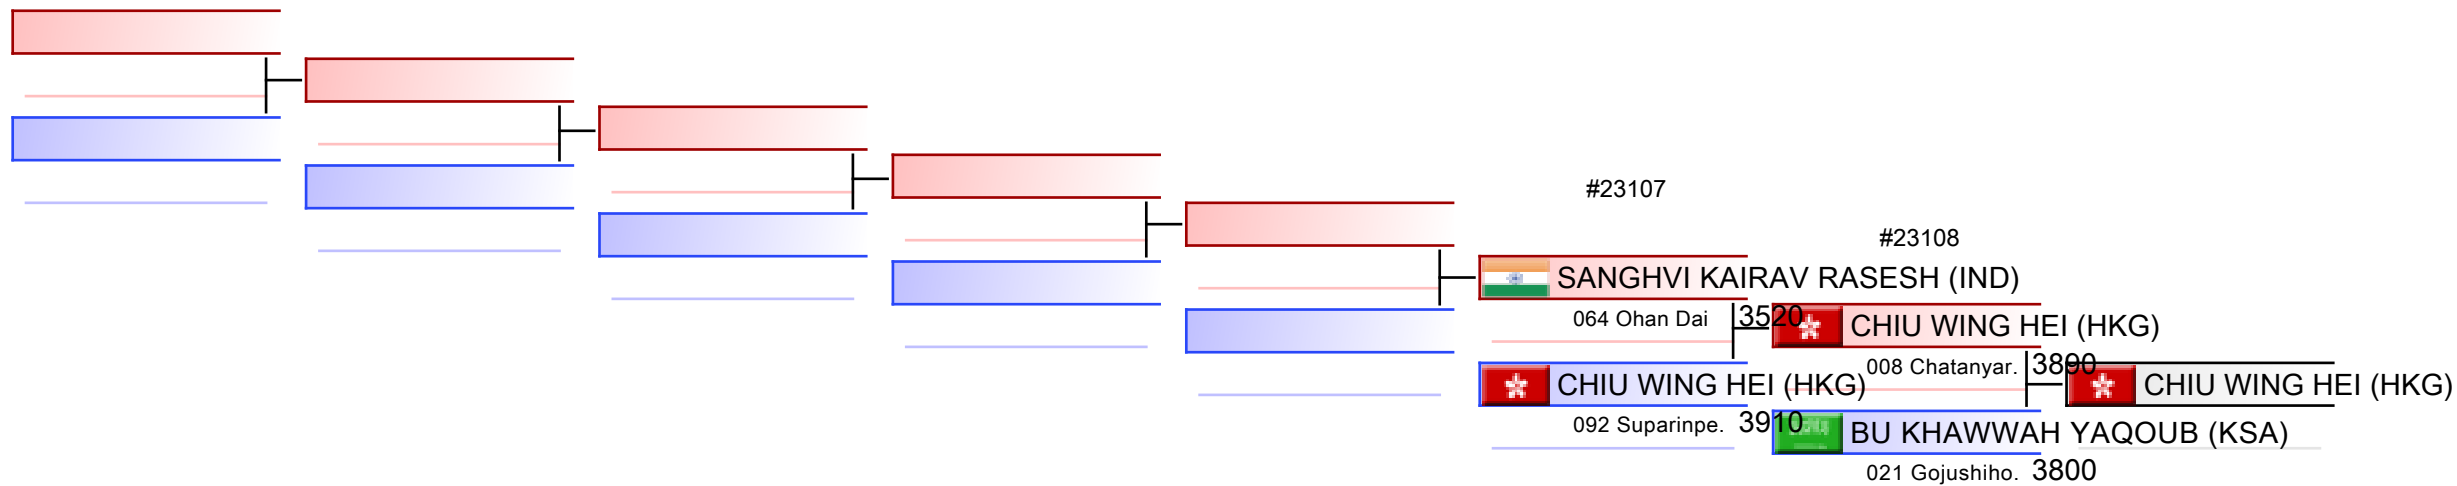 #23107
#23108
SANGHVI KAIRAV RASESH (IND)
064 Ohan Dai 3520
CHIU WING HEI (HKG)
008 Chatanyar. 3890
CHIU WING HEI (HKG)
092 Suparinpe. 3910
CHIU WING HEI (HKG)
BU KHAWWAH YAQOUB (KSA)
021 Gojushiho. 3800